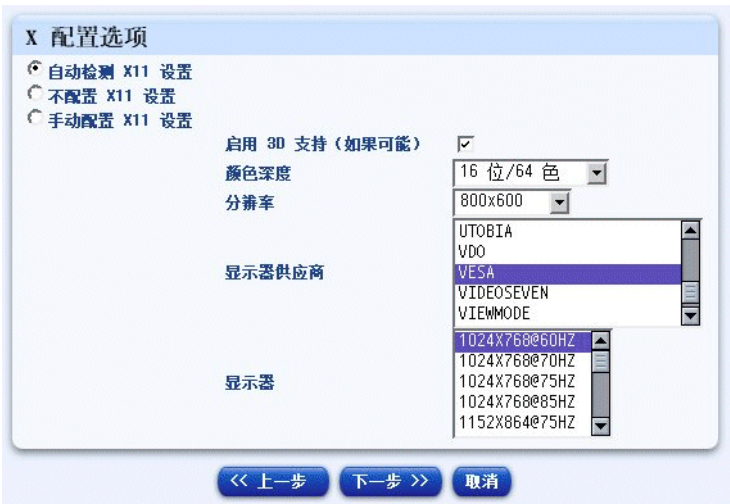 X 配置选项
自动检测 X11 设置
不配置 X11 设置
手动配置 X11 设置
启用 3D 支持（如果可能）
颜色深度
16 位/64 色
分辨率
800x600
显示器供应商
UTOBIA
VDO
VESA
VIDEOSEVEN
VIEWMODE
显示器
1024X768@60HZ
1024X768@70HZ
1024X768@75HZ
1024X768@85HZ
1152X864@75HZ
<< 上一步
下一步 >>
取消